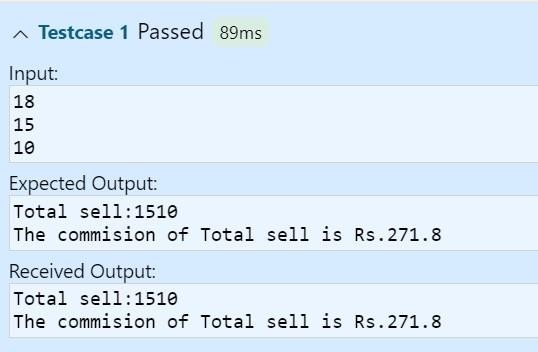 Testcase 1 Passed 89ms
Input:
18
15
10
Expected Output:
Total sell:1510
The commision of Total sell is Rs.271.8
Received Output:
Total sell:1510
The commision of Total sell is Rs.271.8